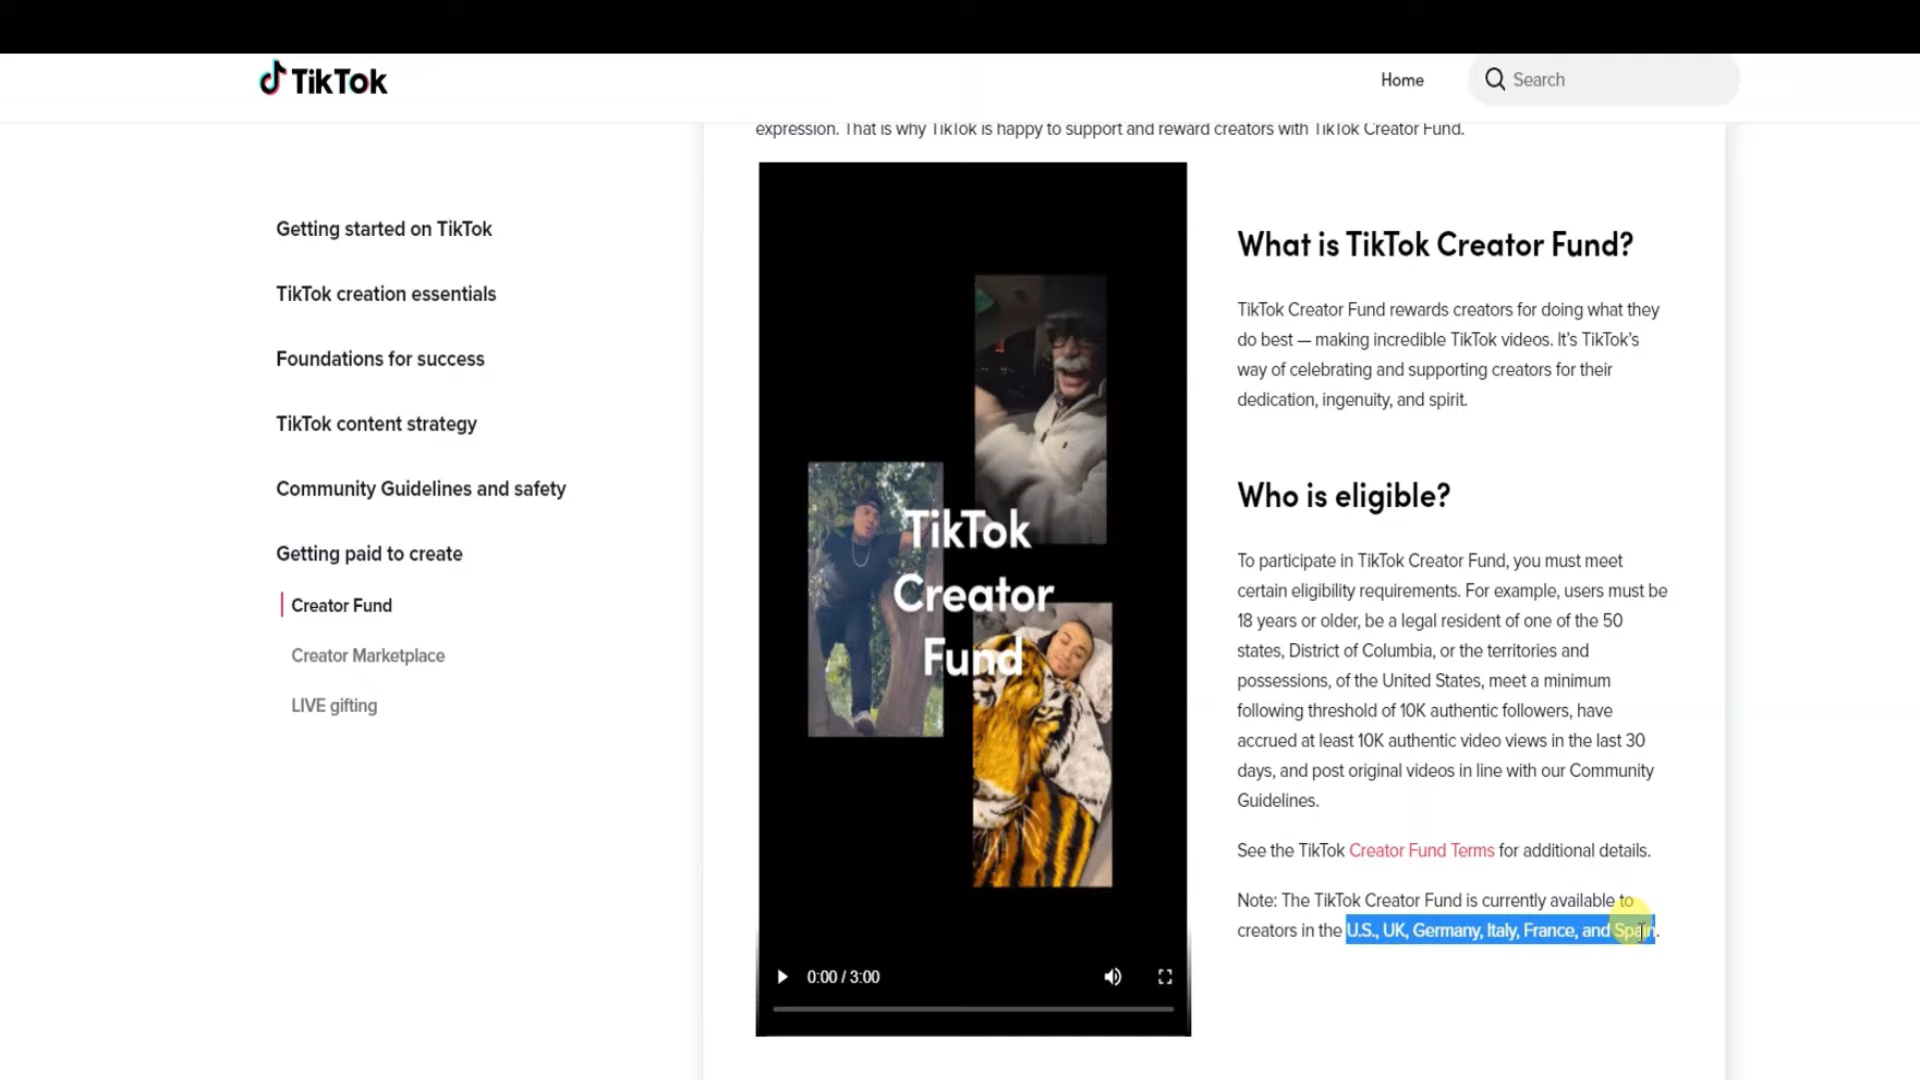 TikTok
Home
Search
expression. That is why TikTok is happy to support and reward creators with TikTok Creator Fund.
Getting started on TikTok
TikTok creation essentials
Foundations for success
TikTok content strategy
Community Guidelines and safety
Getting paid to create
Creator Fund
Creator Marketplace
LIVE gifting
TikTok
Creator
Fund
0:00 / 3:00
What is TikTok Creator Fund?
TikTok Creator Fund rewards creators for doing what they
do best — making incredible TikTok videos. It's TikTok's
way of celebrating and supporting creators for their
dedication, ingenuity, and spirit.
Who is eligible?
To participate in TikTok Creator Fund, you must meet
certain eligibility requirements. For example, users must be
18 years or older, be a legal resident of one of the 50
states, District of Columbia, or the territories and
possessions, of the United States, meet a minimum
following threshold of 10K authentic followers, have
accrued at least 10K authentic video views in the last 30
days, and post original videos in line with our Community
Guidelines.
See the TikTok Creator Fund Terms for additional details.
Note: The TikTok Creator Fund is currently available to
creators in the U.S., UK, Germany, Italy, France, and Spain.